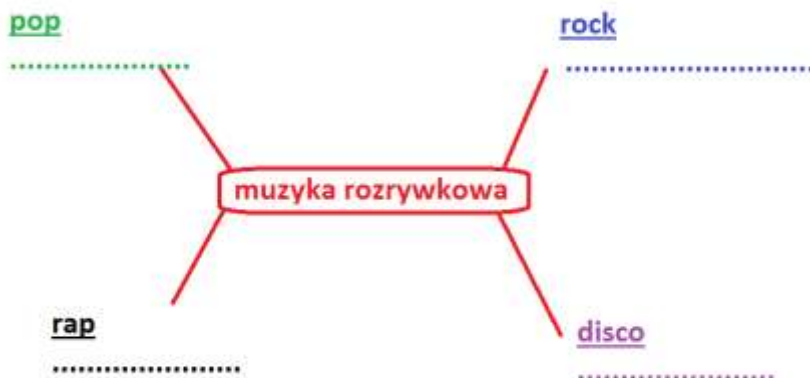 pop
......................
rock
..............................
muzyka rozrywkowa
rap
.......................
disco
........................